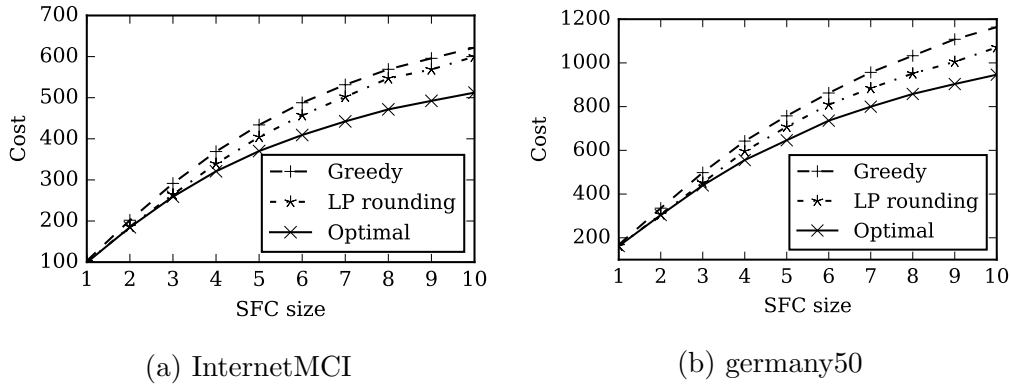 700
600
500
400
300
200
100
Cost
1 2 3 4 5 6 7 8 9 10
SFC size
Greedy
LP rounding
Optimal
(a) InternetMCI
1200
1000
800
600
400
200
Cost
1 2 3 4 5 6 7 8 9 10
SFC size
Greedy
LP rounding
Optimal
(b) germany50